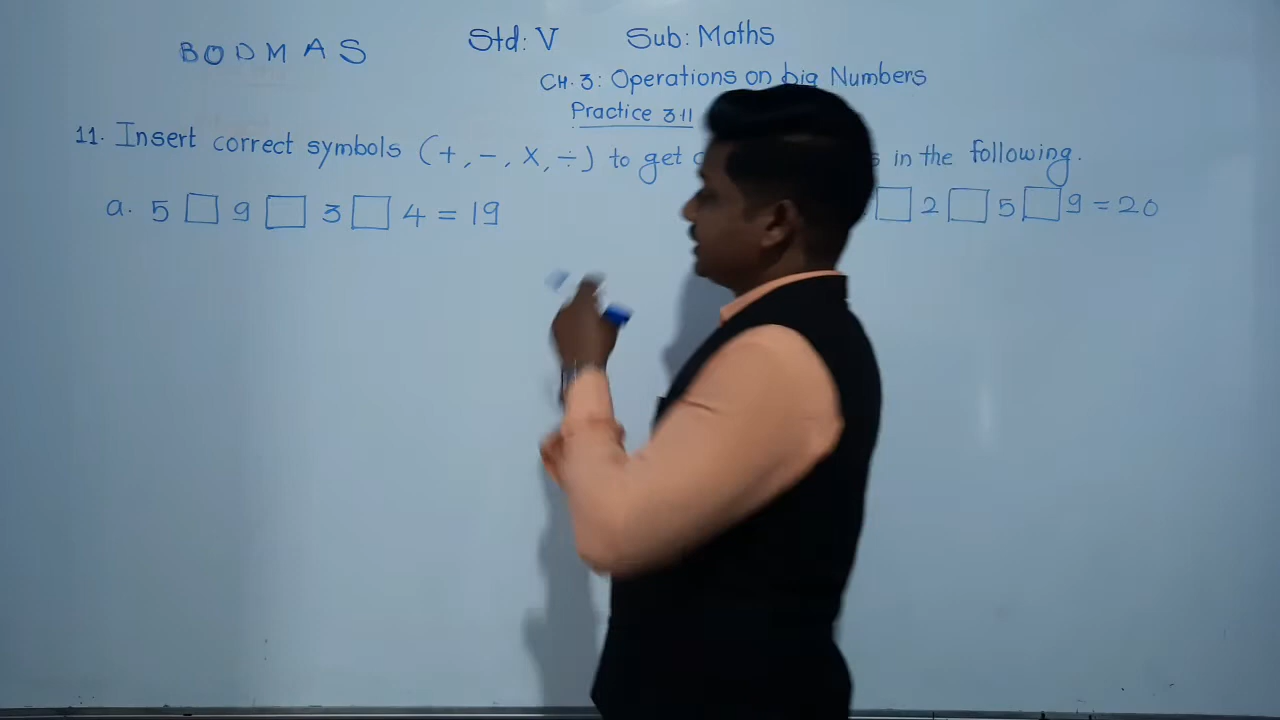 BODMAS Std: V Sub: Maths
CH. 3: Operations on big Numbers
Practice 3.11
11. Insert correct symbols (+, -, X, ÷) to get in the following.
a. 5 □ 9 □ 3 □ 4 = 19 □ 2 □ 5 □ 9 = 20